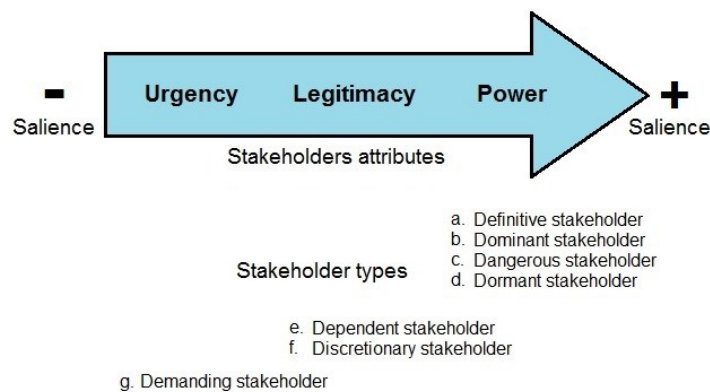 - Urgency Legitimacy Power +
Salience Salience
Stakeholders attributes
a. Definitive stakeholder
b. Dominant stakeholder
c. Dangerous stakeholder
Stakeholder types
d. Dormant stakeholder
e. Dependent stakeholder
f. Discretionary stakeholder
g. Demanding stakeholder